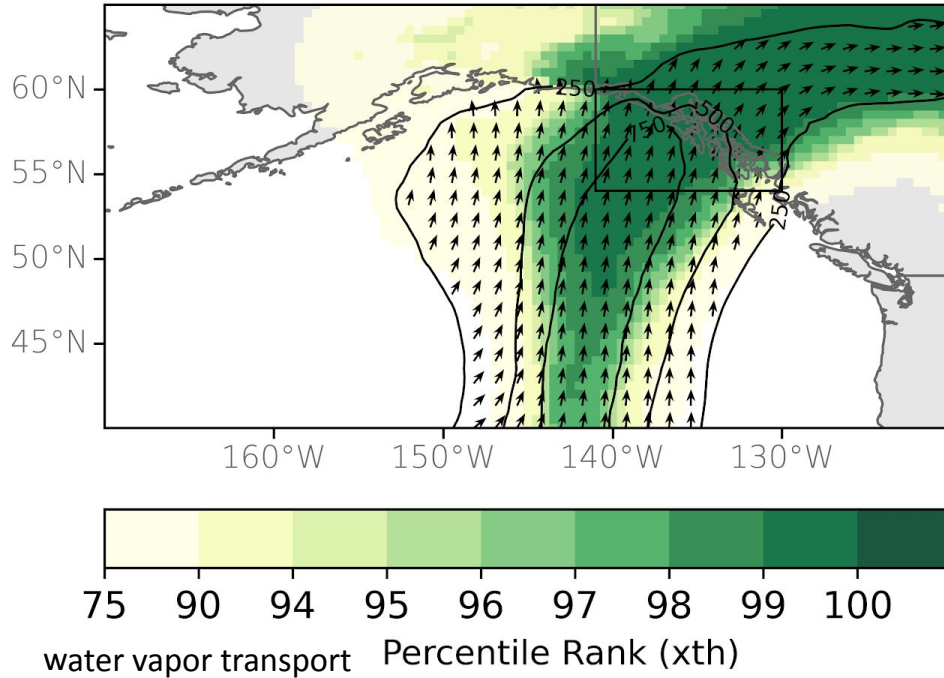 60°N
55°N
50°N
45°N
250
500
750
250
160°W 150°W 140°W 130°W
75 90 94 95 96 97 98 99 100
water vapor transport Percentile Rank (xth)